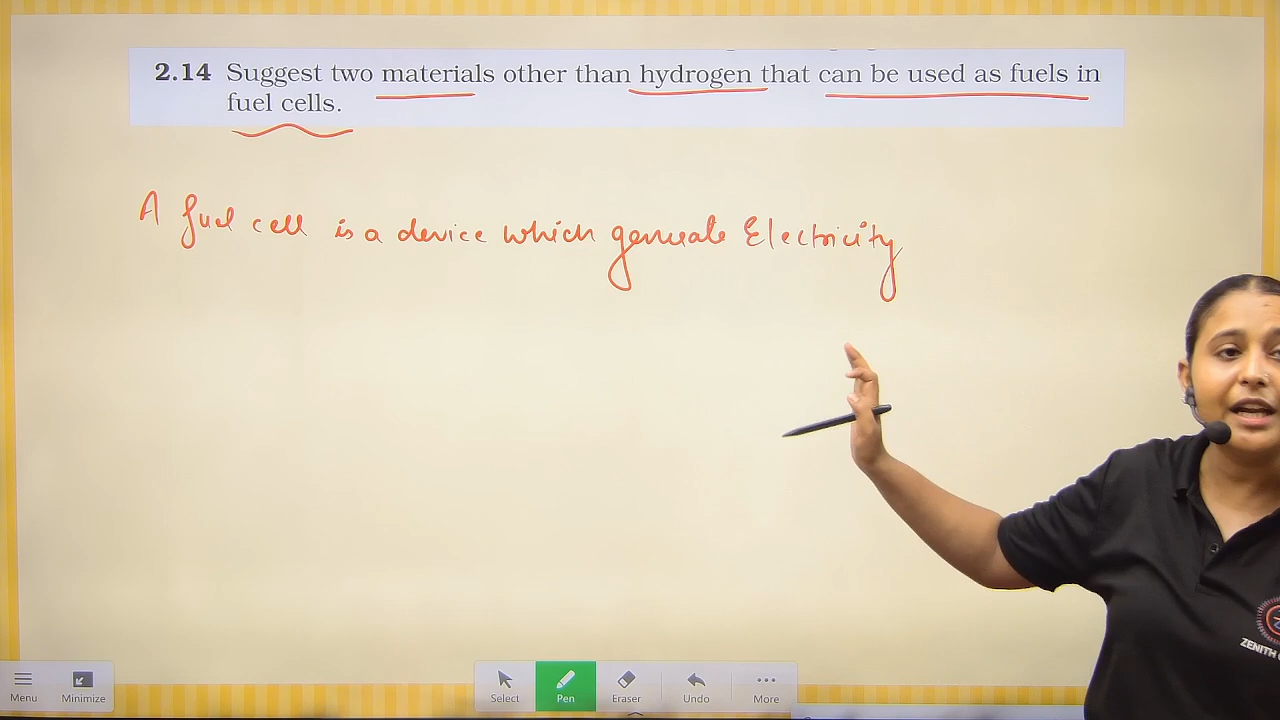 2.14 Suggest two materials other than hydrogen that can be used as fuels in
fuel cells.
A fuel cell is a device which generate Electricity
ZENITH
Menu
Minimize
Select
Pen
Eraser
Undo
More